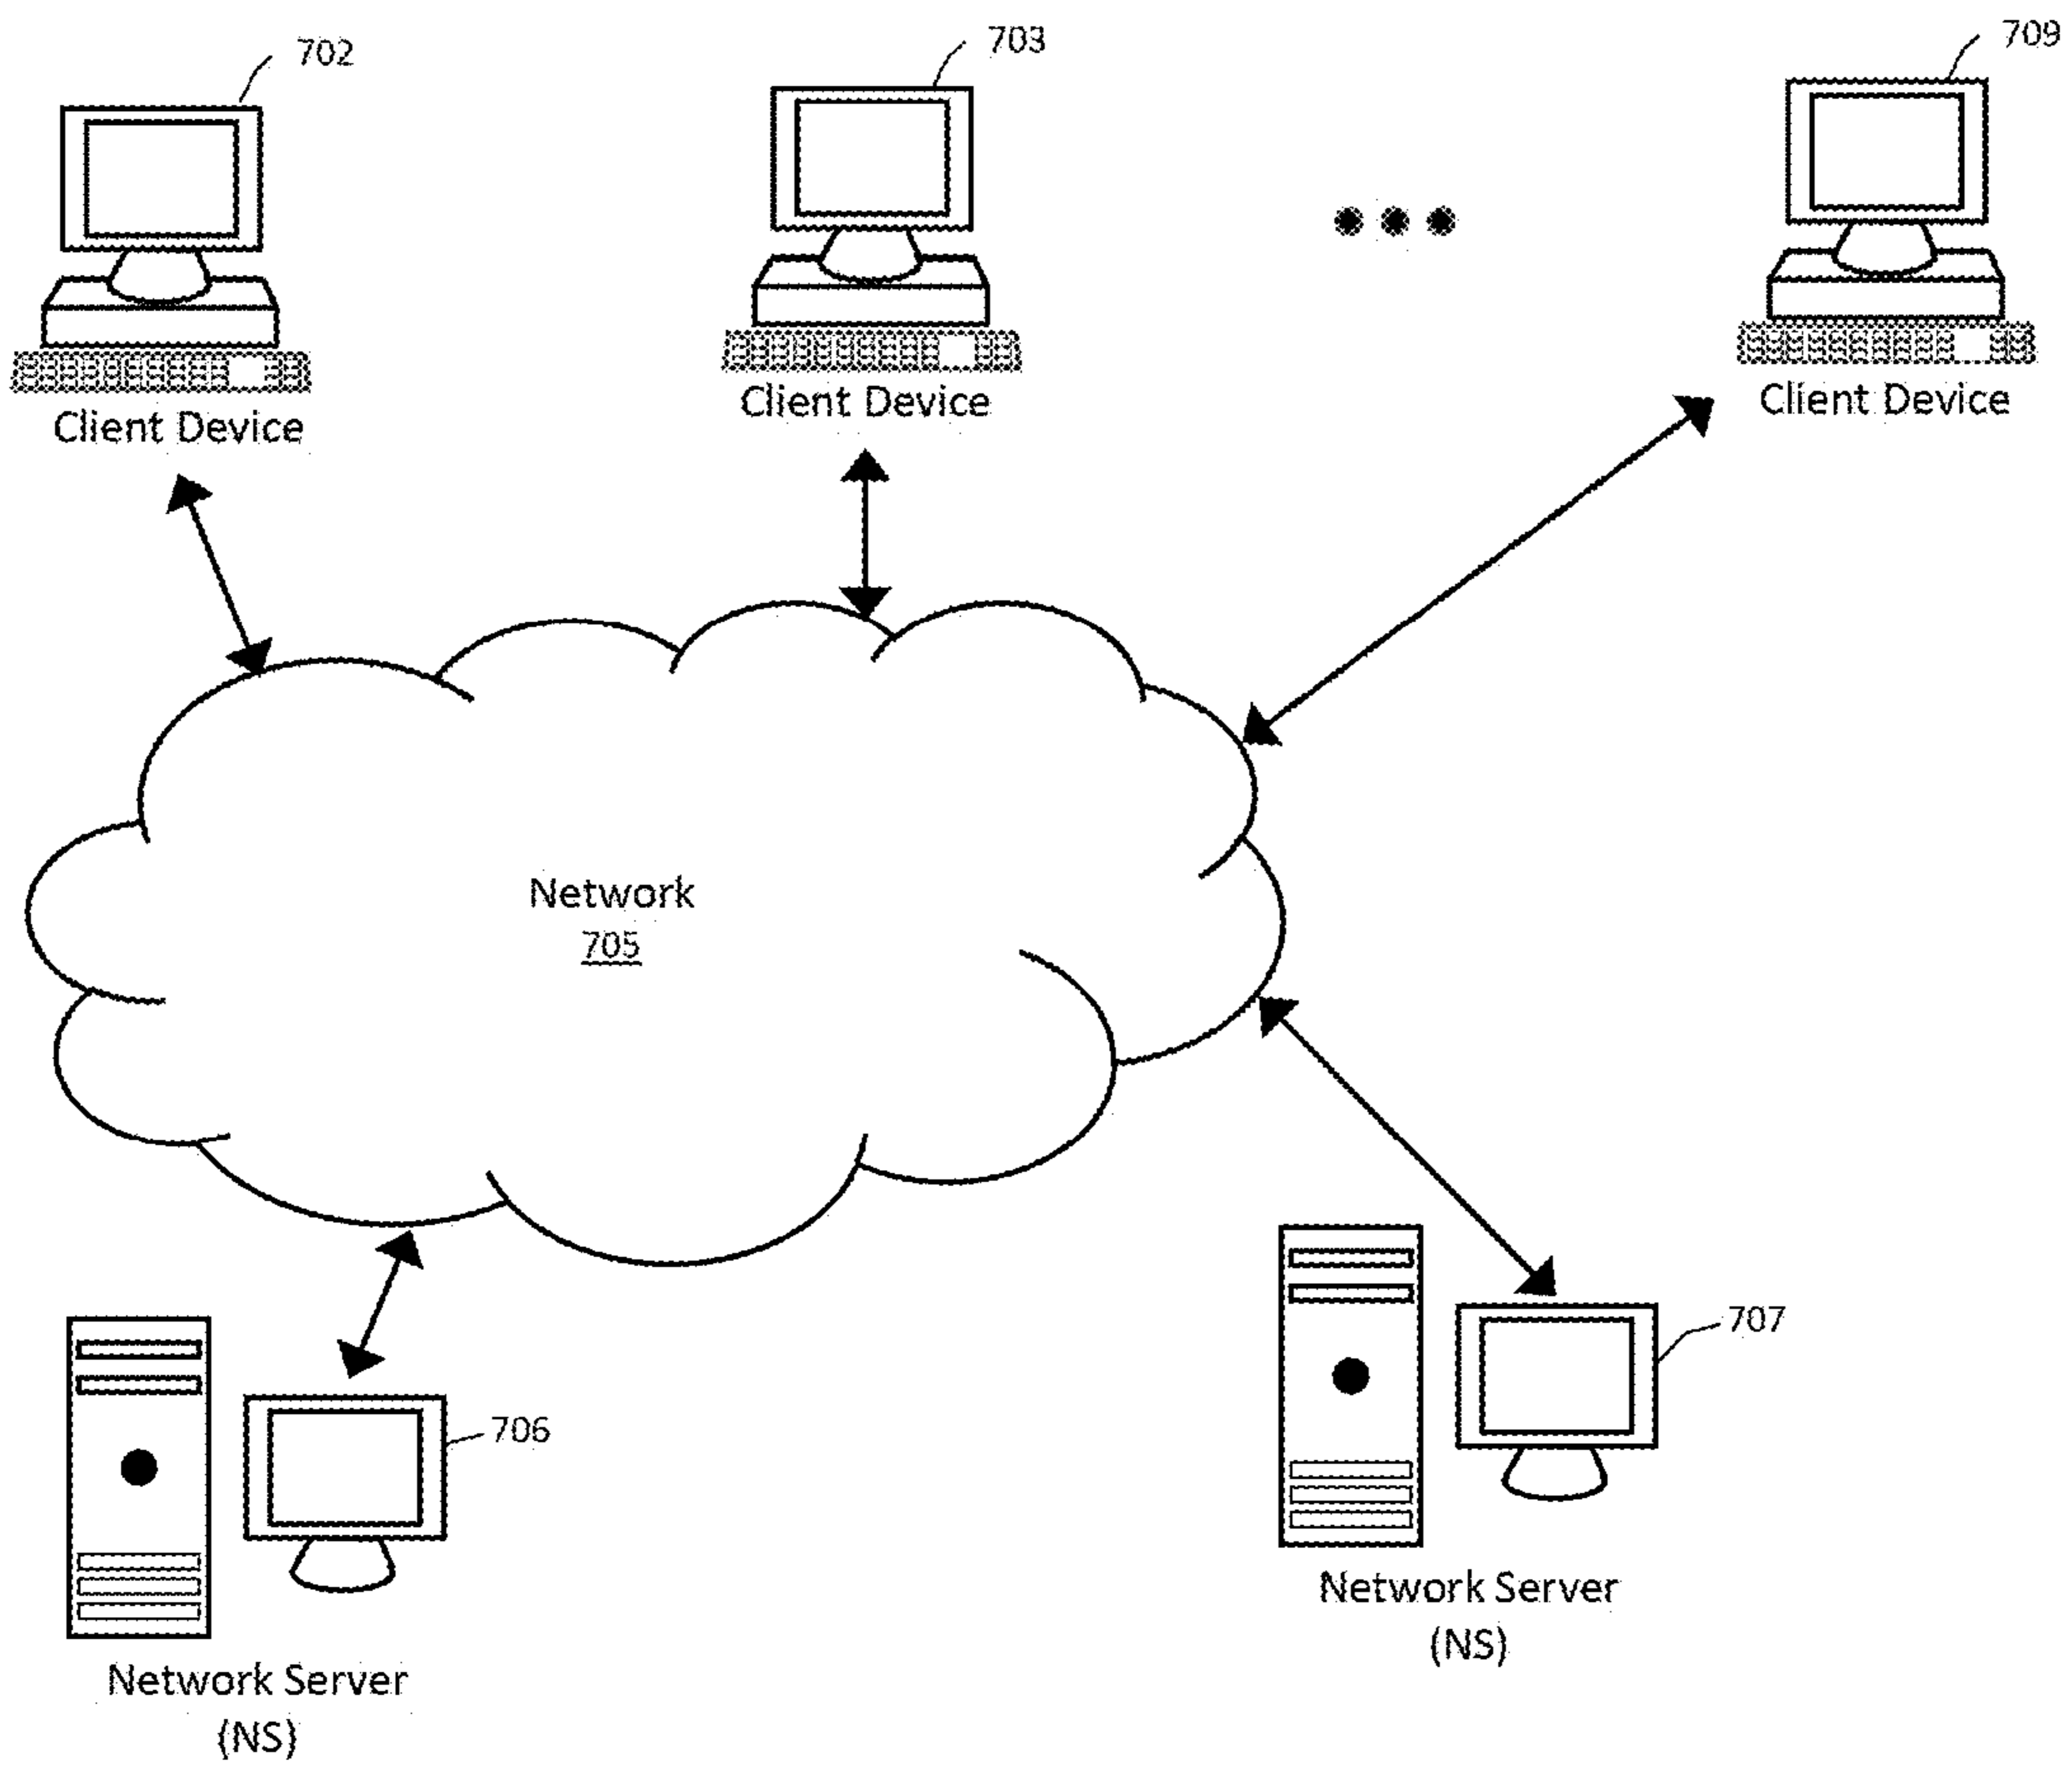 702
703
709
Client Device
Client Device
Client Device
Network
705
707
706
Network Server
(NS)
Network Server
(NS)